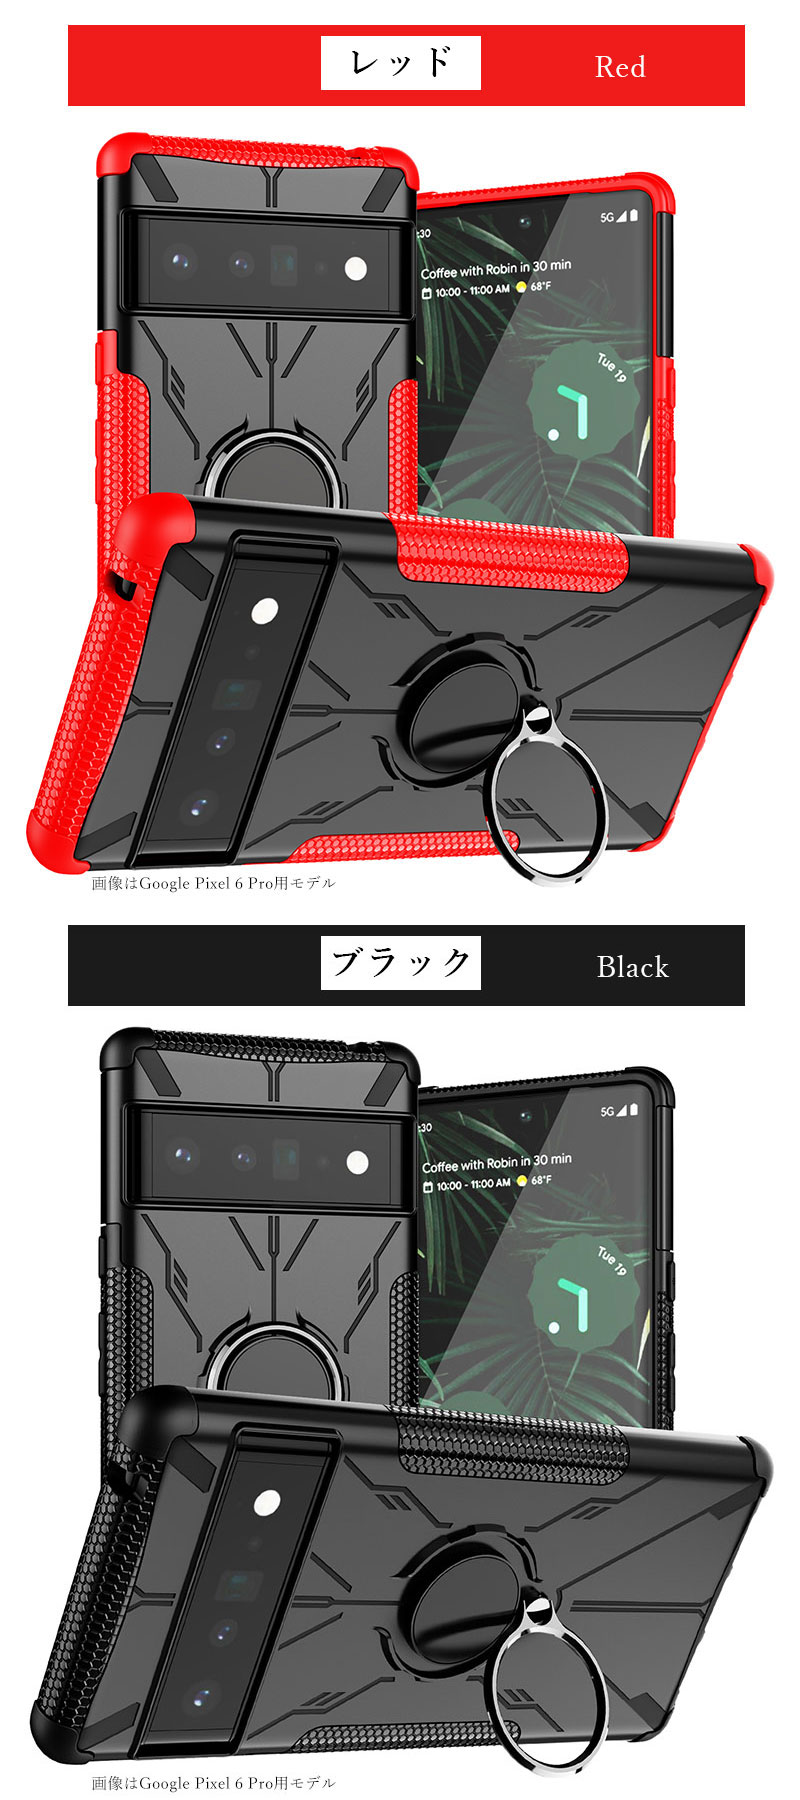 レッド Red
5G
:30
Coffee with Robin in 30 min
10:00 - 11:00 AM 68°F
Tue 19
画像はGoogle Pixel 6 Pro用モデル
ブラック Black
5G
:30
Coffee with Robin in 30 min
10:00 - 11:00 AM 68°F
Tue 19
画像はGoogle Pixel 6 Pro用モデル